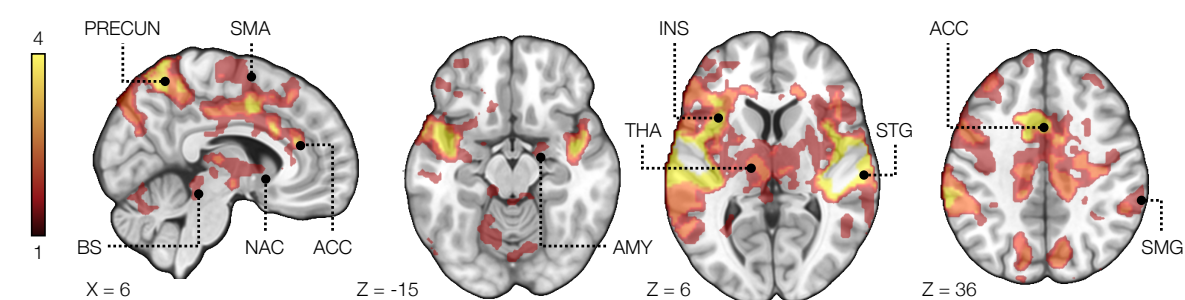 4
1
PRECUN
SMA
BS
NAC
ACC
X = 6
Z = -15
AMY
INS
THA
STG
Z = 6
ACC
SMG
Z = 36